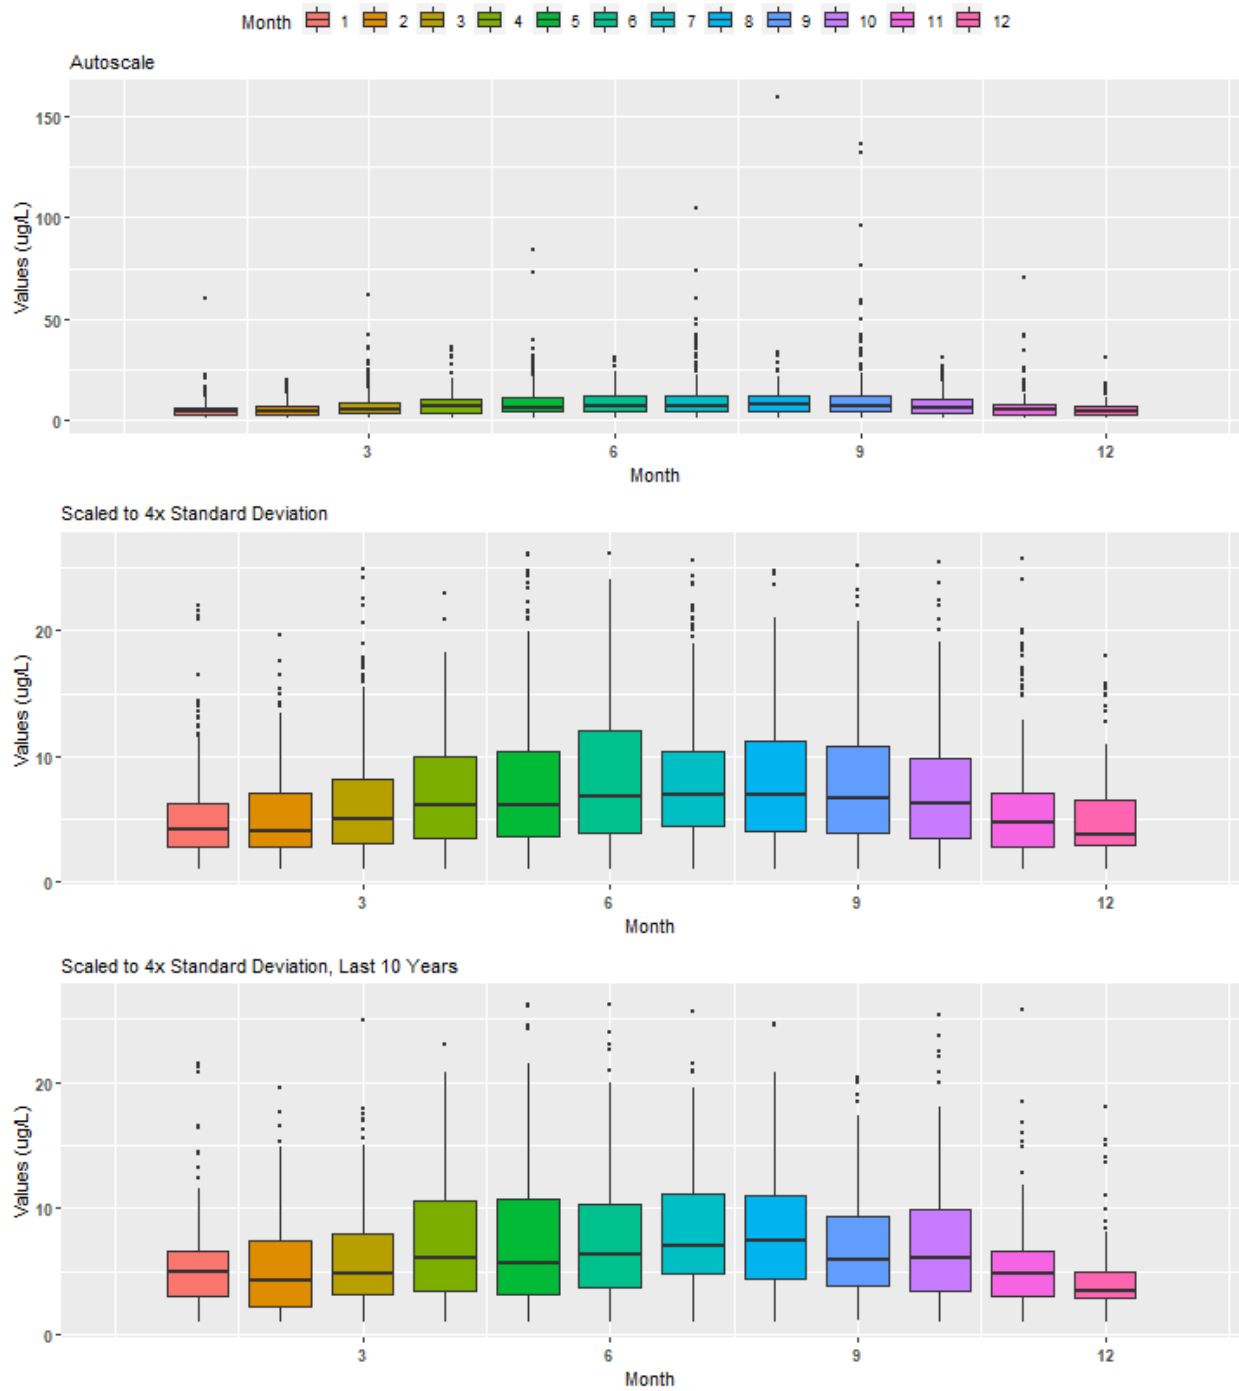 Month 1 2 3 4 5 6 7 8 9 10 11 12
Autoscale
Values (ug/L)
150
100
50
0
3 6 9 12
Month
Scaled to 4x Standard Deviation
Values (ug/L)
20
10
0
3 6 9 12
Month
Scaled to 4x Standard Deviation, Last 10 Years
Values (ug/L)
20
10
0
3 6 9 12
Month